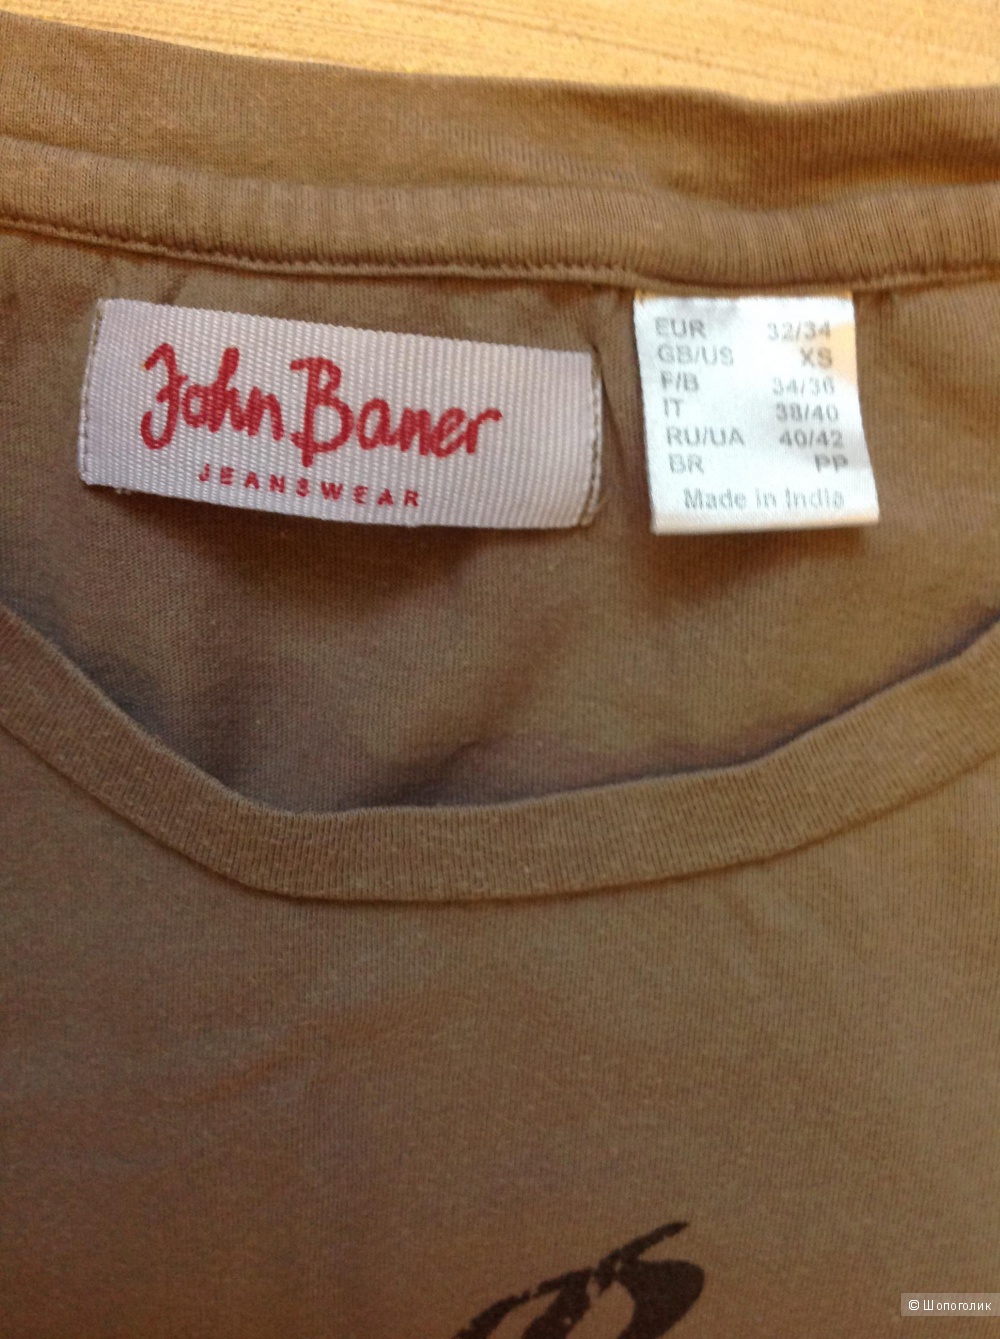 John Baner
JEANSWEAR
EUR 32/34
GB/US XS
F/B 34/36
IT 38/40
RU/UA 40/42
BR PP
Made in India
© Шопоголик